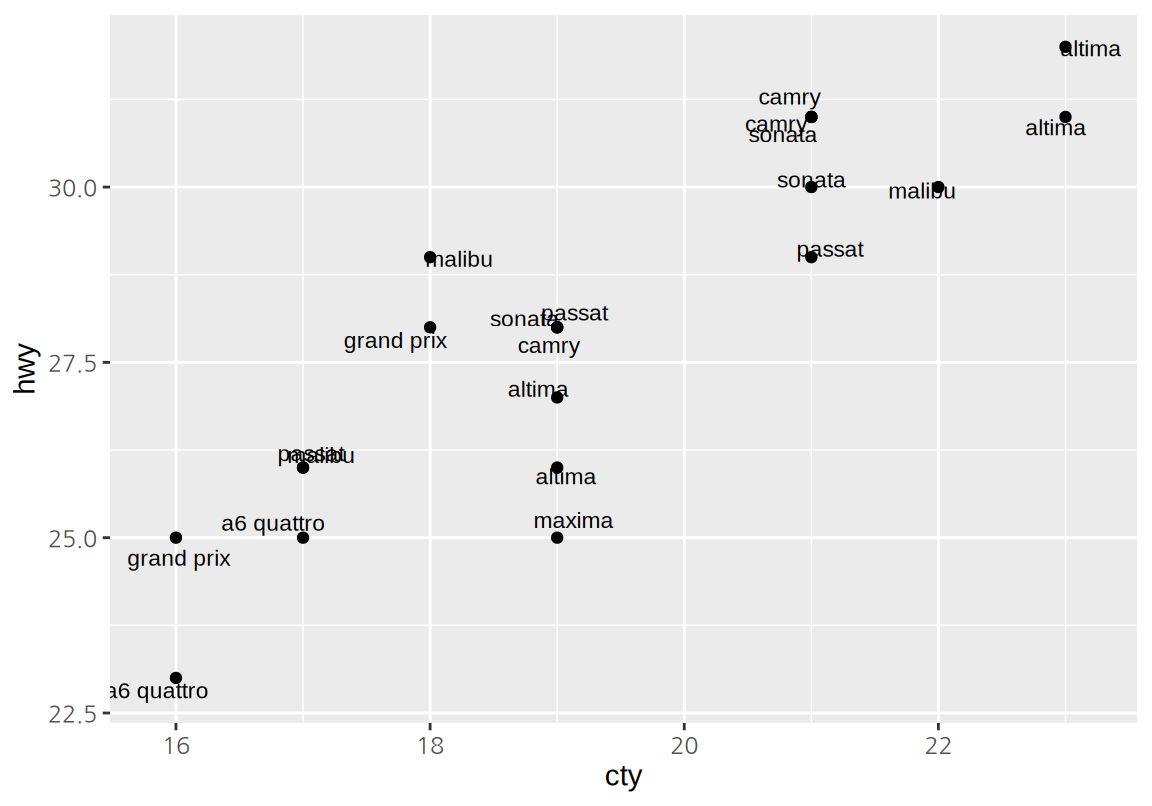 altima
camry
camry
sonata
altima
sonata
malibu
passat
malibu
passat
sonata
grand prix
camry
altima
passat
malibu
altima
a6 quattro
maxima
grand prix
a6 quattro
30.0
27.5
25.0
22.5
hwy
16
18
20
22
cty